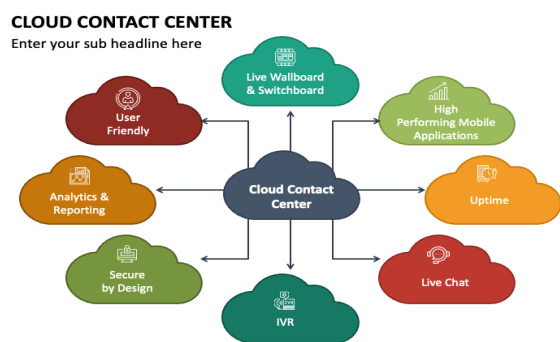 CLOUD CONTACT CENTER
Enter your sub headline here
Live Wallboard
& Switchboard
User
Friendly
High
Performing Mobile
Applications
Analytics &
Reporting
Cloud Contact
Center
Uptime
Secure
by Design
Live Chat
IVR